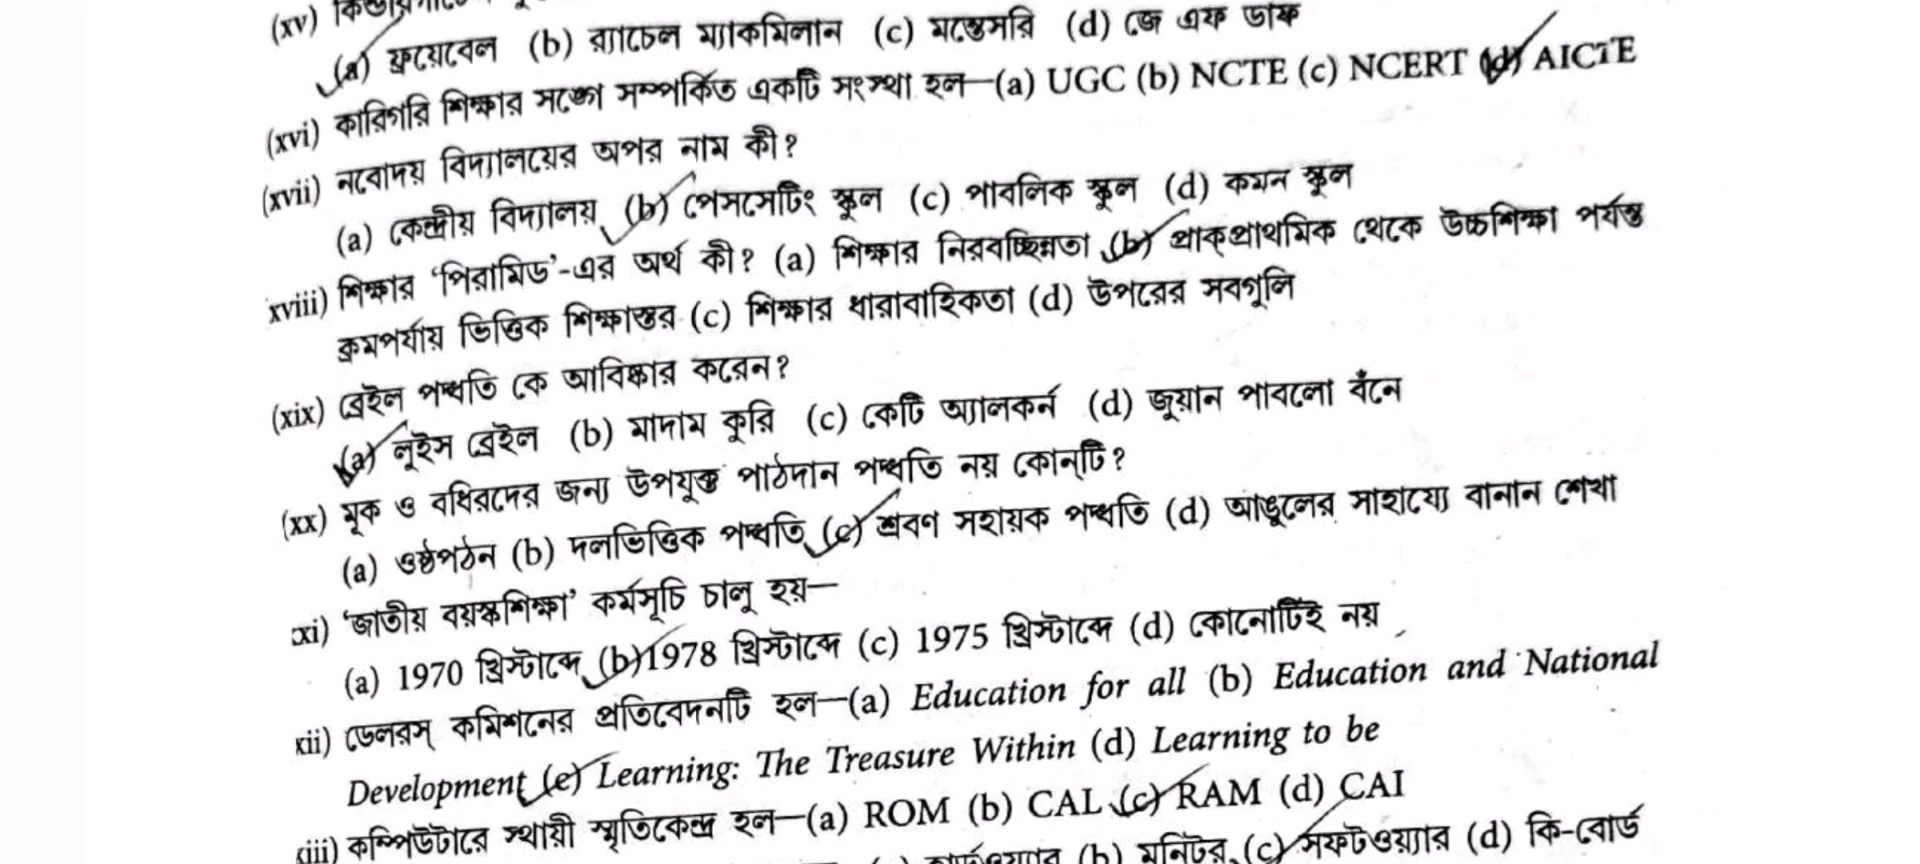 (xv)
(a) ফ্রয়েবেল (b) র‍্যাচেল ম্যাকমিলান (c) মন্তেসরি (d) জে এফ ডাফ
(xvi) কারিগরি শিক্ষার সঙ্গে সম্পর্কিত একটি সংস্থা হল—(a) UGC (b) NCTE (c) NCERT (d) AICTE
(xvii) নবোদয় বিদ্যালয়ের অপর নাম কী?
(a) কেন্দ্রীয় বিদ্যালয় (b) পেসসেটিং স্কুল (c) পাবলিক স্কুল (d) কমন স্কুল
xviii) শিক্ষার ‘পিরামিড’-এর অর্থ কী? (a) শিক্ষার নিরবচ্ছিন্নতা (b) প্রাক্‌প্রাথমিক থেকে উচ্চশিক্ষা পর্যন্ত
ক্রমপর্যায় ভিত্তিক শিক্ষাস্তর (c) শিক্ষার ধারাবাহিকতা (d) উপরের সবগুলি
(xix) ব্রেইল পদ্ধতি কে আবিষ্কার করেন?
(a) লুইস ব্রেইল (b) মাদাম কুরি (c) কেটি অ্যালকর্ন (d) জুয়ান পাবলো বঁনে
(xx) মূক ও বধিরদের জন্য উপযুক্ত পাঠদান পদ্ধতি নয় কোন্‌টি?
(a) ওষ্ঠপঠন (b) দলভিত্তিক পদ্ধতি (c) শ্রবণ সহায়ক পদ্ধতি (d) আঙুলের সাহায্যে বানান শেখা
xi) ‘জাতীয় বয়স্কশিক্ষা’ কর্মসূচি চালু হয়—
(a) 1970 খ্রিস্টাব্দে (b) 1978 খ্রিস্টাব্দে (c) 1975 খ্রিস্টাব্দে (d) কোনোটিই নয়
xii) ডেলরস্ কমিশনের প্রতিবেদনটি হল—(a) Education for all (b) Education and National
Development (c) Learning: The Treasure Within (d) Learning to be
iii) কম্পিউটারে স্থায়ী স্মৃতিকেন্দ্র হল—(a) ROM (b) CAL (c) RAM (d) CAI
(b) মনিটর (c) সফটওয়্যার (d) কি-বোর্ড